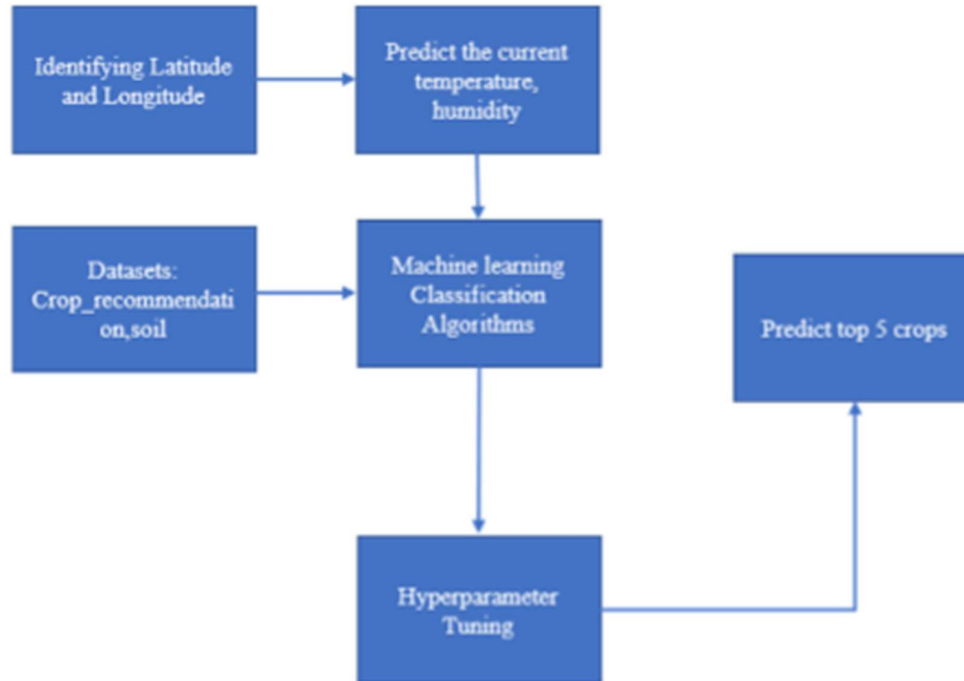 Identifying Latitude
and Longitude
Predict the current
temperature,
humidity
Datasets:
Crop_recommendati
on,soil
Machine learning
Classification
Algorithms
Predict top 5 crops
Hyperparameter
Tuning